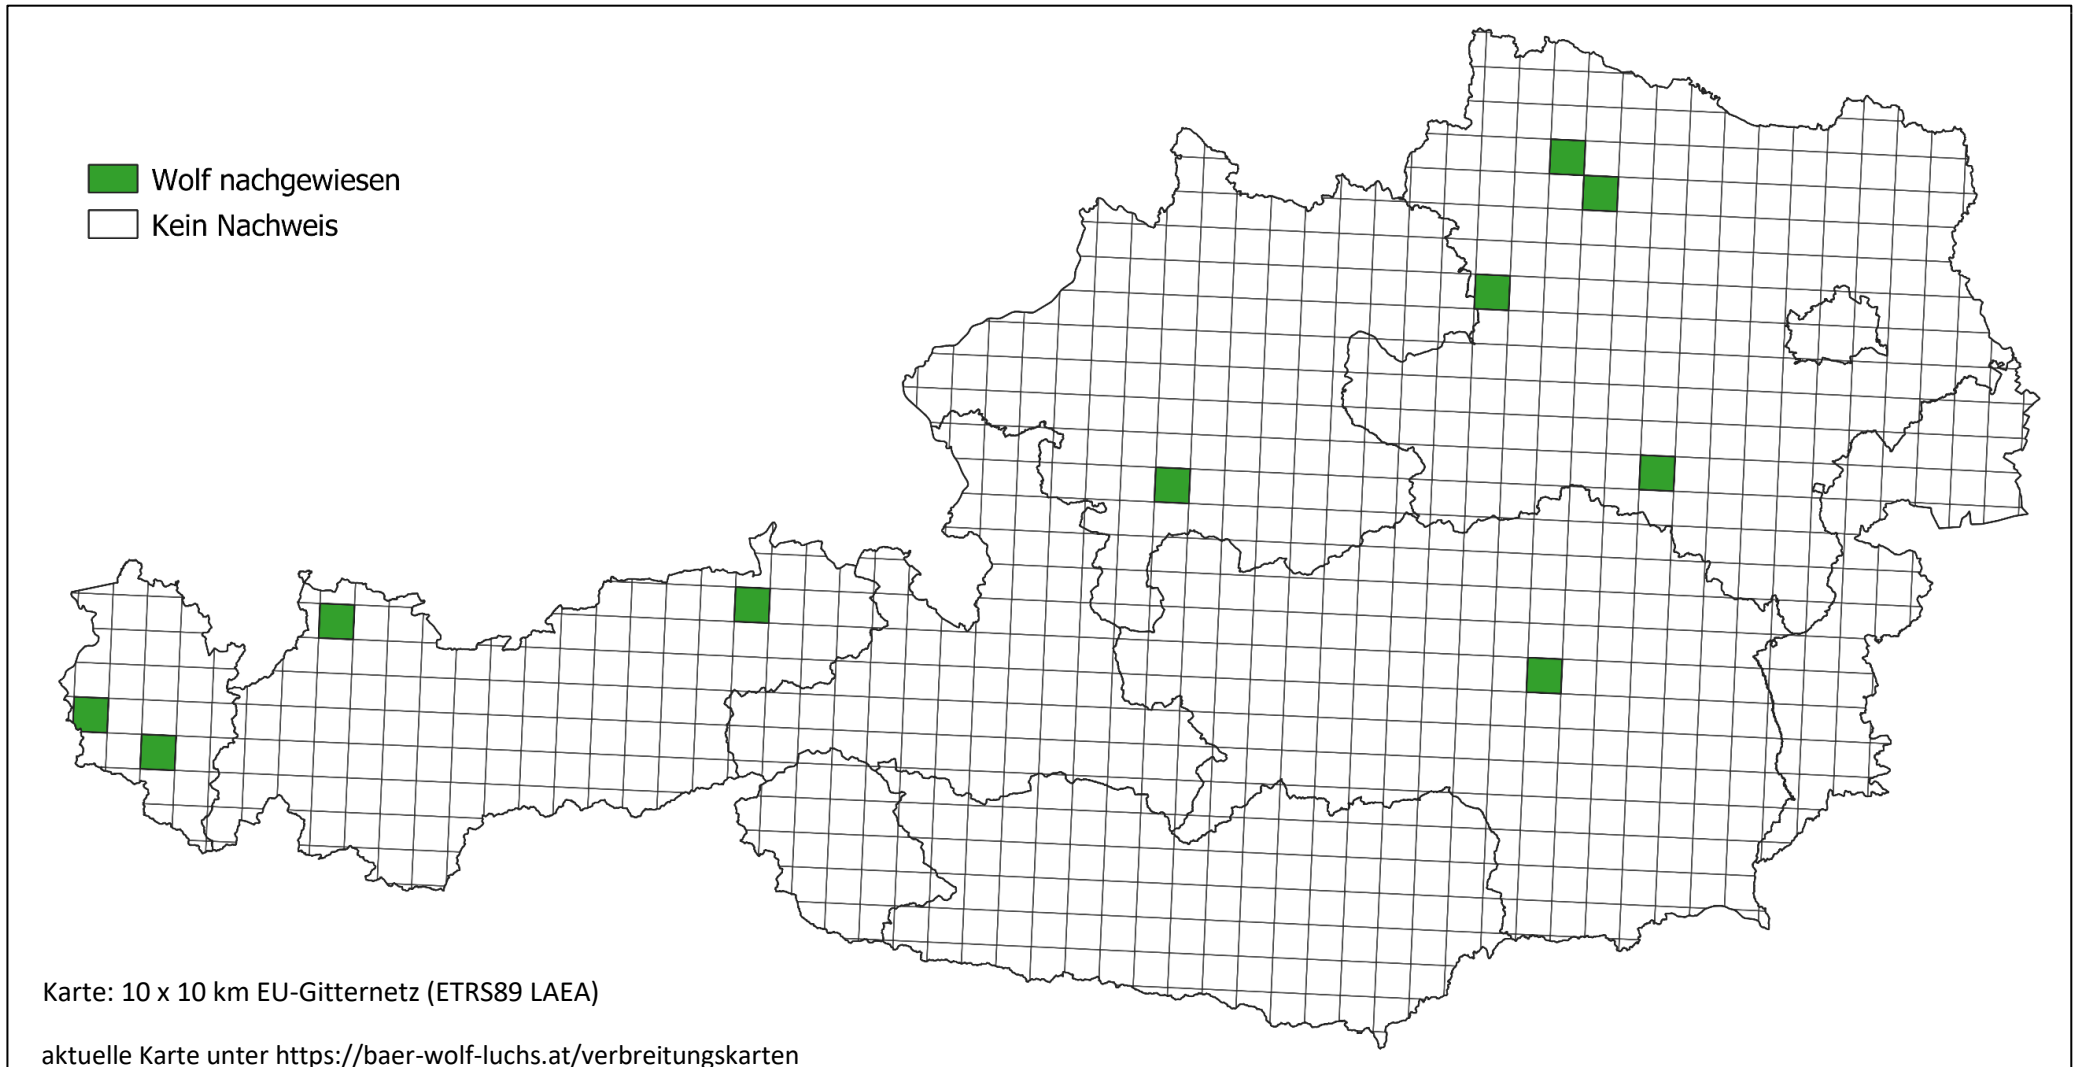 Wolf nachgewiesen
Kein Nachweis
Karte: 10 x 10 km EU-Gitternetz (ETRS89 LAEA)
aktuelle Karte unter https://baer-wolf-luchs.at/verbreitungskarten